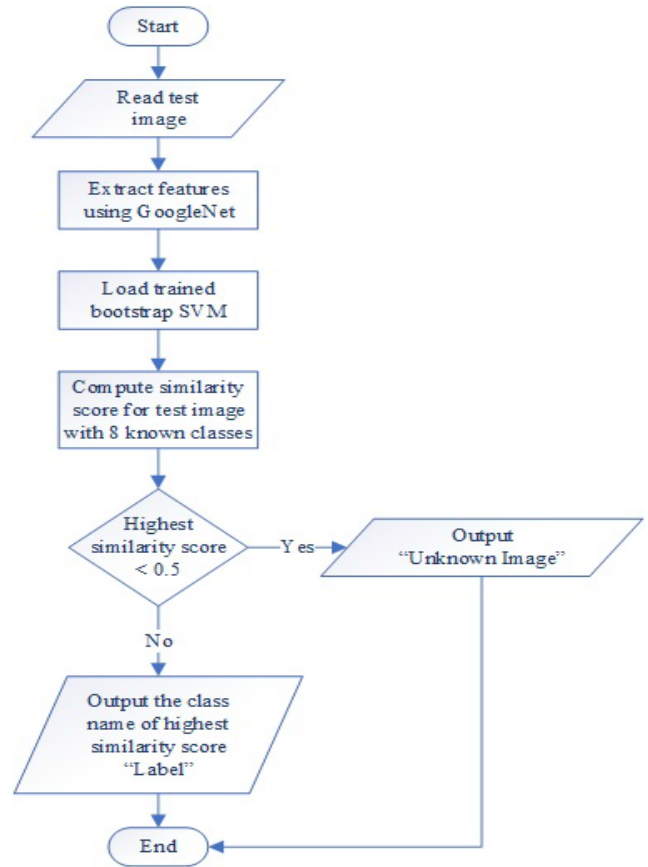 Start
Read test
image
Extract features
using GoogleNet
Load trained
bootstrap SVM
Compute similarity
score for test image
with 8 known classes
Highest
similarity score
< 0.5
Yes
Output
“Unknown Image”
No
Output the class
name of highest
similarity score
“Label”
End